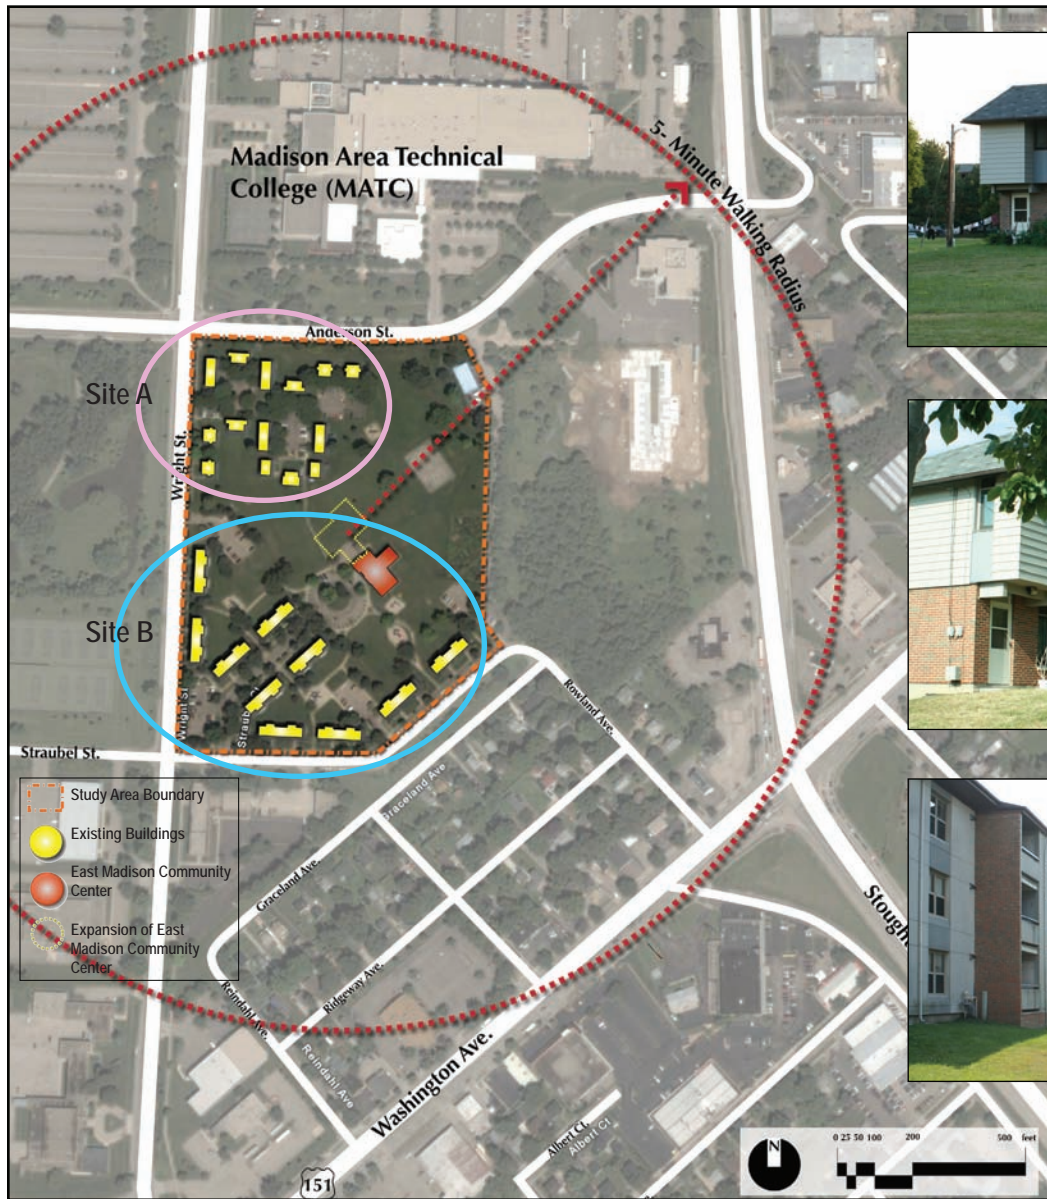 Madison Area Technical
College (MATC)
5- Minute Walking Radius
Anderson St.
Site A
Wright St.
Site B
Wright ST
Straubel St.
Rowland Ave.
Graceland Ave
Graceland Ave.
Study Area Boundary
Existing Buildings
East Madison Community
Center
Expansion of East
Madison Community
Center
Ridgeway Ave.
Reindahl Ave.
Reindahl Ave
Washington Ave.
Albert Ct.
Albert Ct
151
N
0 25 50 100 200 500 feet